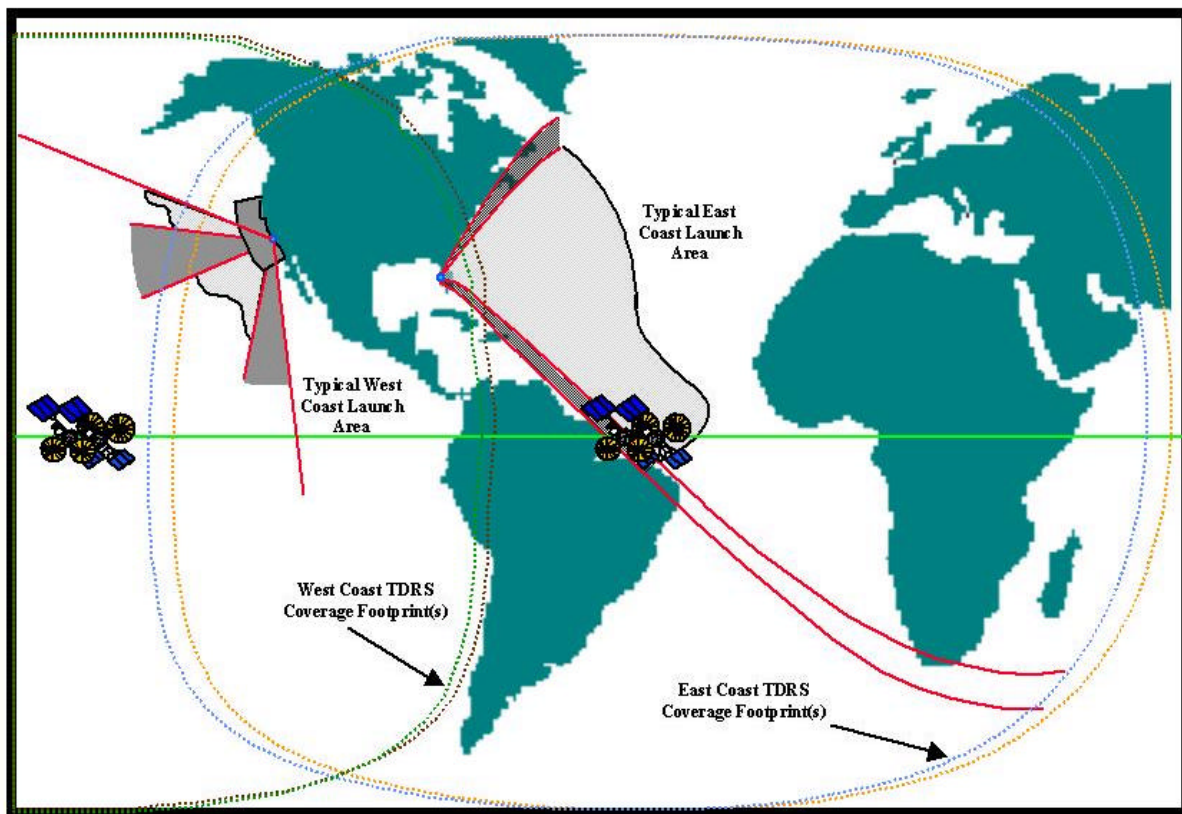 Typical East
Coast Launch
Area
Typical West
Coast Launch
Area
West Coast TDRS
Coverage Footprint(s)
East Coast TDRS
Coverage Footprint(s)